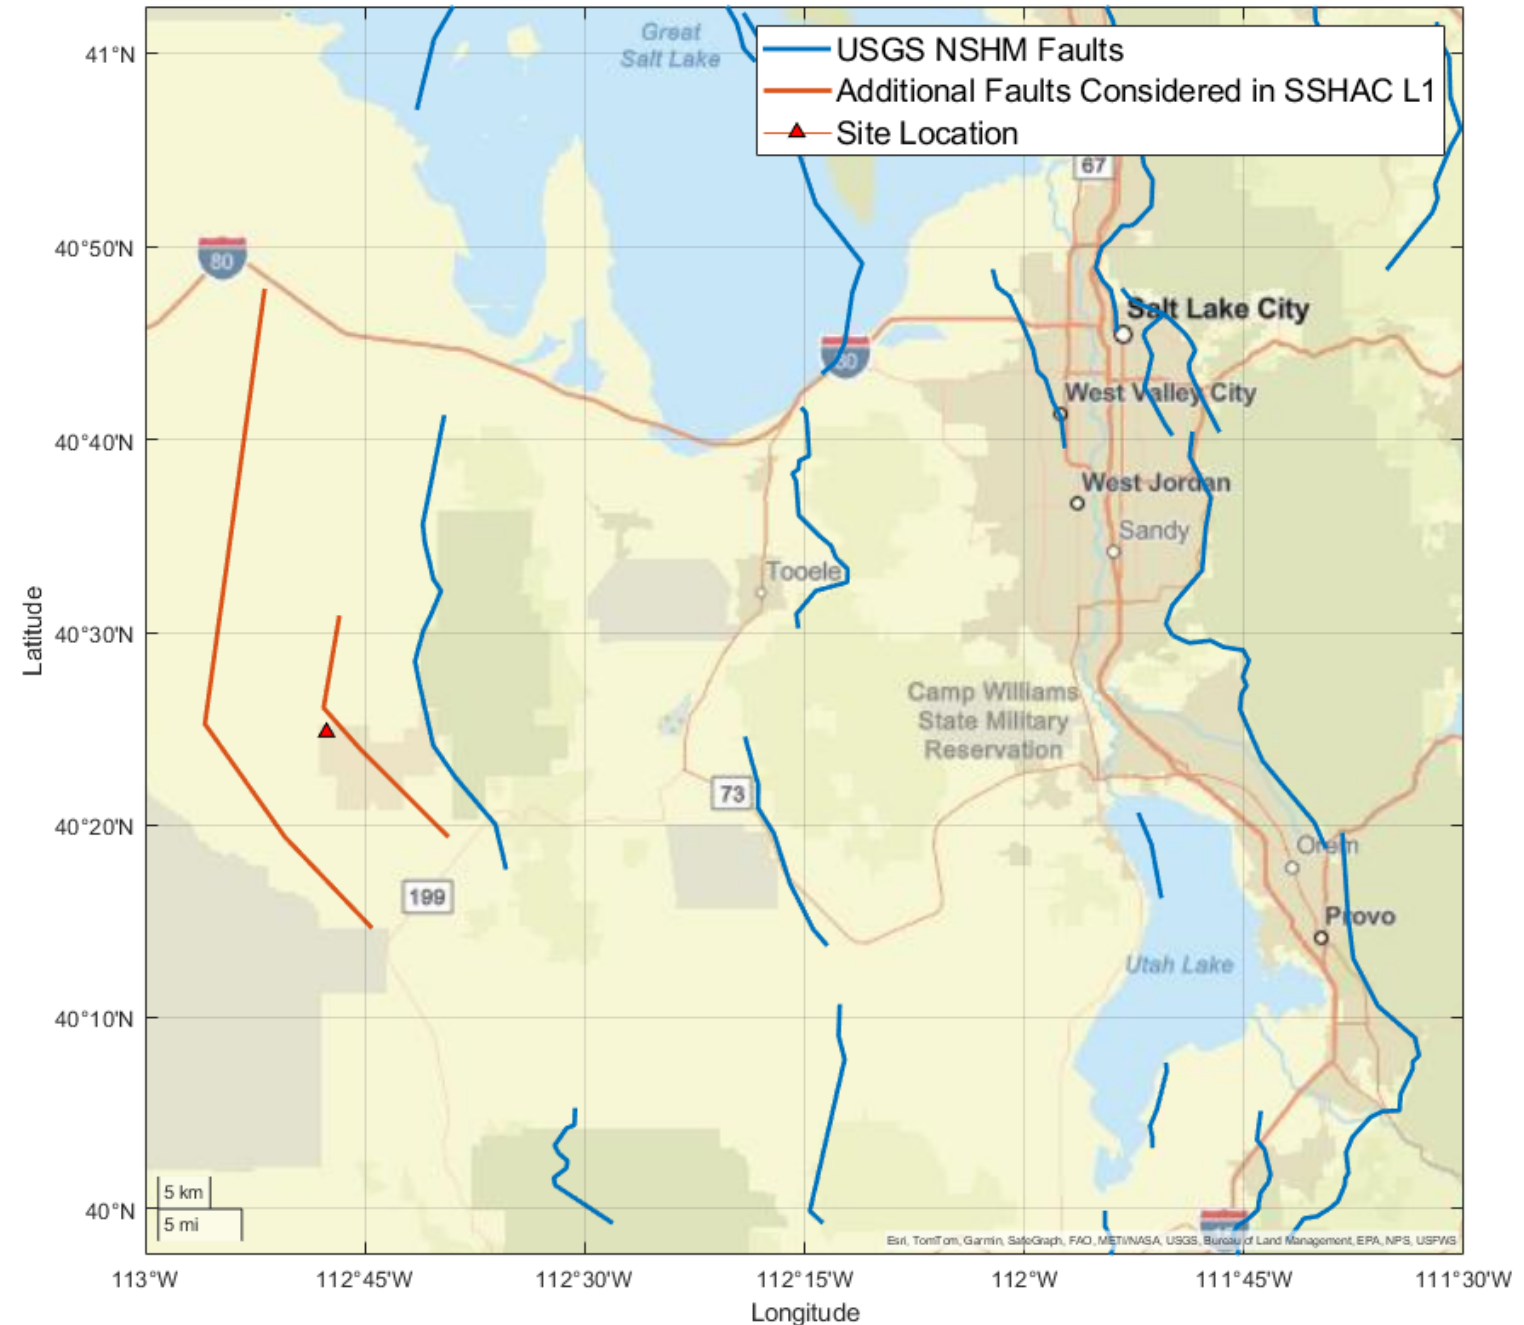 USGS NSHM Faults
Additional Faults Considered in SSHAC L1
Site Location
Great
Salt Lake
67
80
80
Salt Lake City
West Valley City
West Jordan
Sandy
Tooele
Camp Williams
State Military
Reservation
73
199
Orem
Provo
Utah Lake
5 km
5 mi
Esri, TomTom, Garmin, SafeGraph, FAO, METI/NASA, USGS, Bureau of Land Management, EPA, NPS, USFWS
41°N
40°50'N
40°40'N
40°30'N
40°20'N
40°10'N
40°N
Latitude
113°W
112°45'W
112°30'W
112°15'W
112°W
111°45'W
111°30'W
Longitude